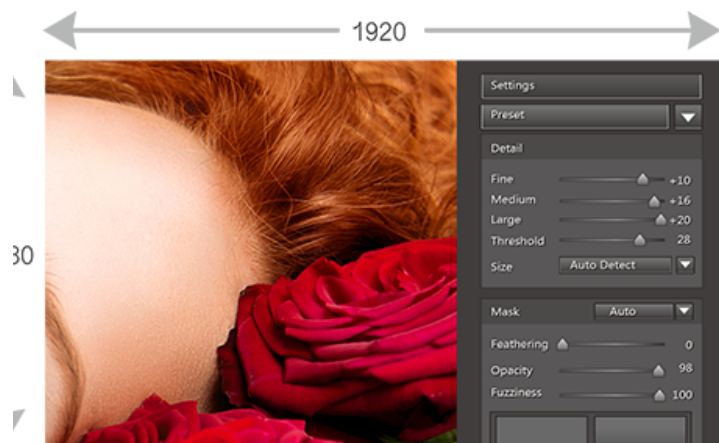 1920
Settings
Preset
Detail
Fine +10
Medium +16
Large +20
Threshold 28
Size Auto Detect
30
Mask Auto
Feathering 0
Opacity 98
Fuzziness 100